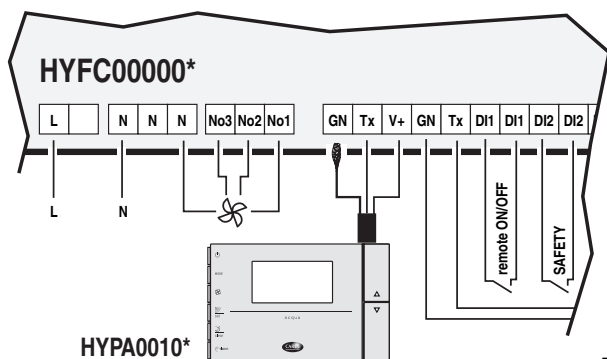 HYFC00000*
L N N N No3 No2 No1 GN Tx V+ GN Tx DI1 DI1 DI2 DI2
L N
remote ON/OFF
SAFETY
HYPA0010*